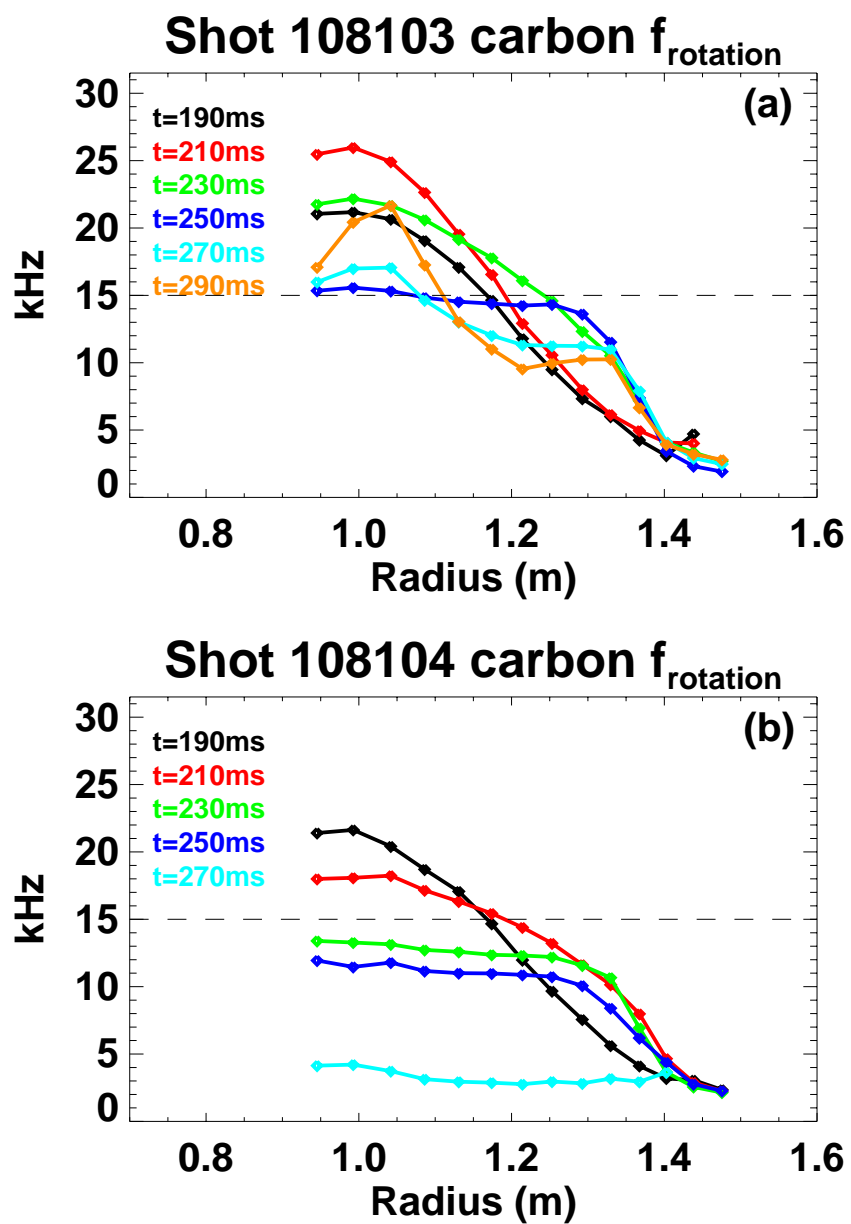 Shot 108103 carbon f_rotation
(a)
30
25
20
15
10
5
0
kHz
t=190ms
t=210ms
t=230ms
t=250ms
t=270ms
t=290ms
0.8 1.0 1.2 1.4 1.6
Radius (m)
Shot 108104 carbon f_rotation
(b)
30
25
20
15
10
5
0
kHz
t=190ms
t=210ms
t=230ms
t=250ms
t=270ms
0.8 1.0 1.2 1.4 1.6
Radius (m)